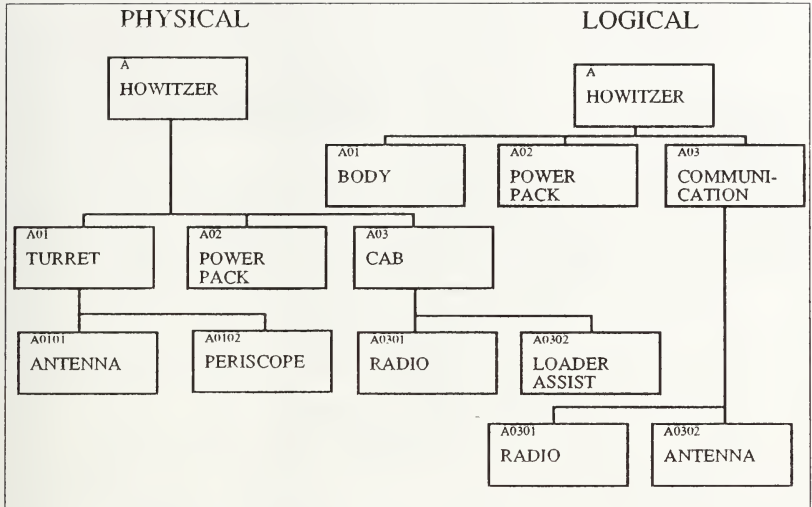 PHYSICAL
LOGICAL
A
HOWITZER
A
HOWITZER
A01
BODY
A02
POWER
PACK
A03
COMMUNI-
CATION
A01
TURRET
A02
POWER
PACK
A03
CAB
A0101
ANTENNA
A0102
PERISCOPE
A0301
RADIO
A0302
LOADER
ASSIST
A0301
RADIO
A0302
ANTENNA